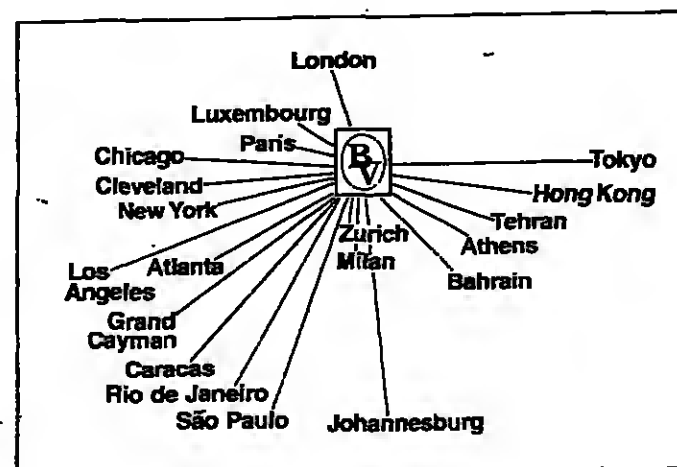 London
Luxembourg
Paris
Chicago
Cleveland
New York
BV
Tokyo
Hong Kong
Tehran
Athens
Bahrain
Zurich
Milan
Los
Angeles
Atlanta
Grand
Cayman
Caracas
Rio de Janeiro
São Paulo
Johannesburg